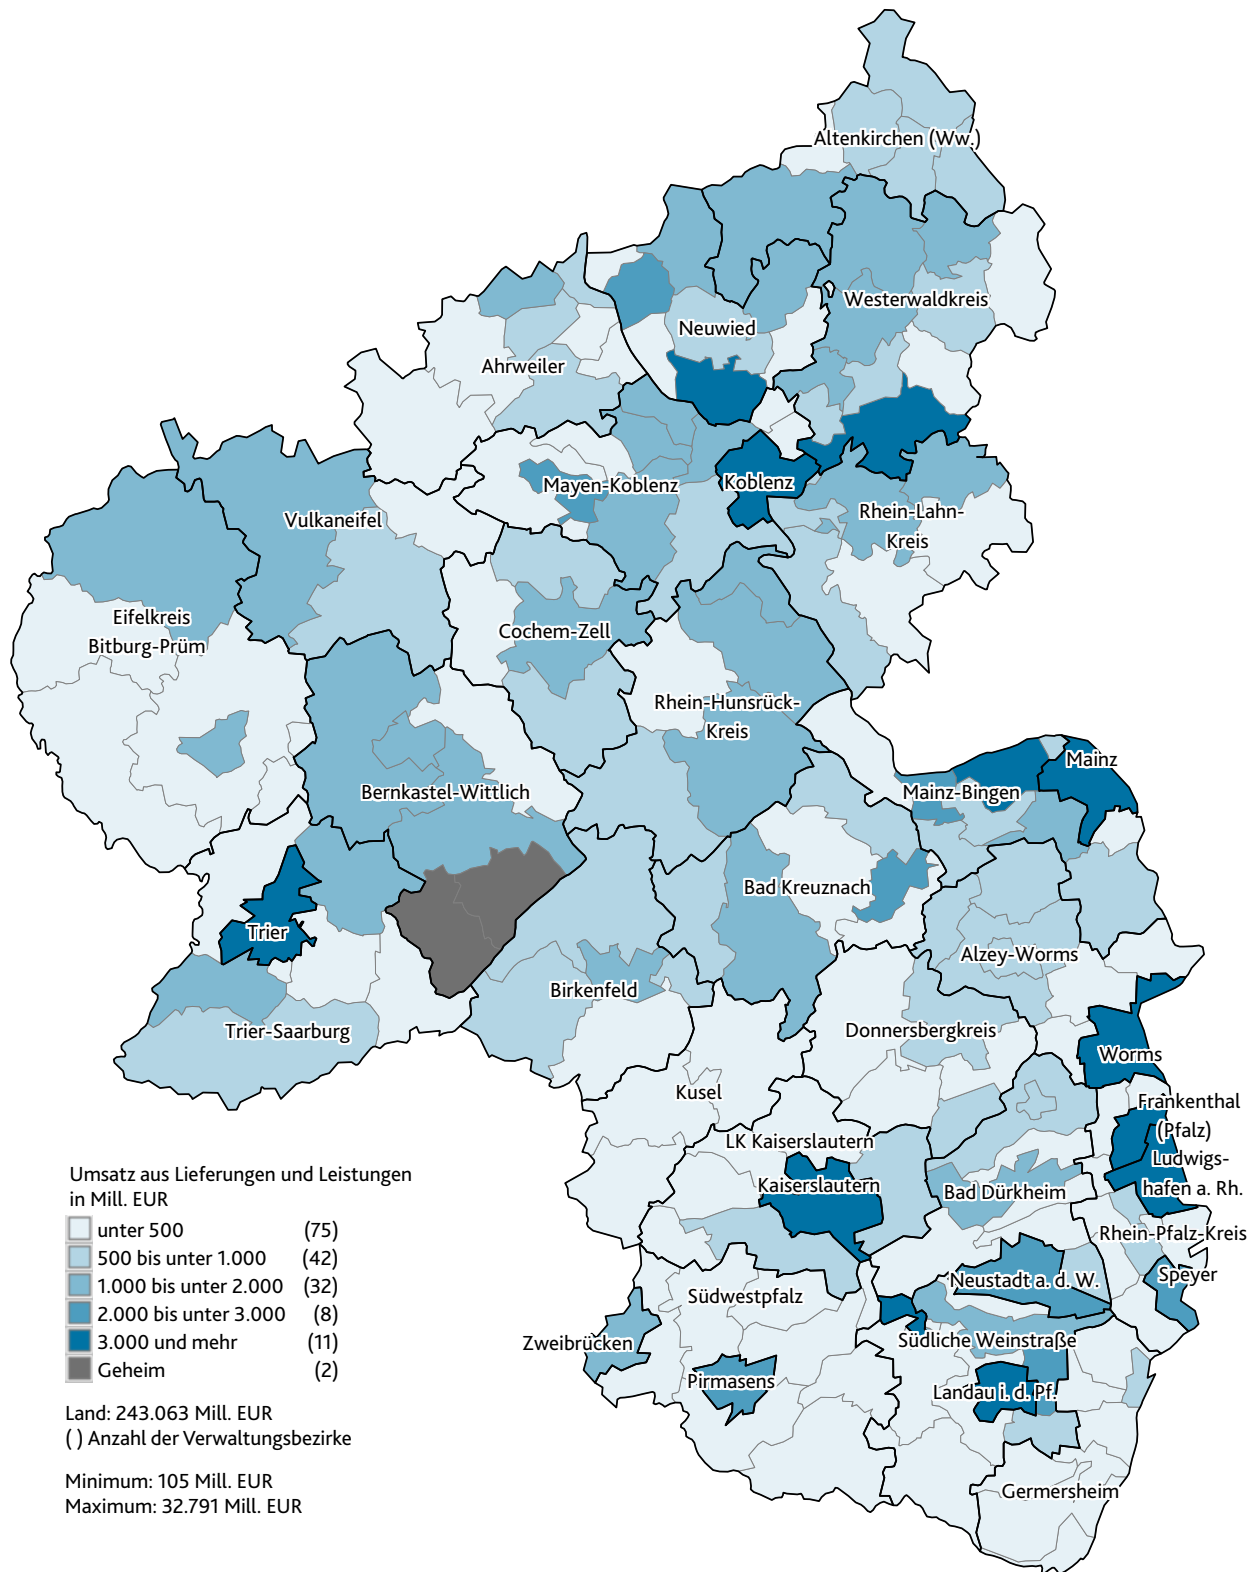 Altenkirchen (Ww.)
Westerwaldkreis
Neuwied
Ahrweiler
Mayen-Koblenz
Koblenz
Rhein-Lahn-
Kreis
Vulkaneifel
Eifelkreis
Bitburg-Prüm
Cochem-Zell
Rhein-Hunsrück-
Kreis
Mainz
Mainz-Bingen
Bernkastel-Wittlich
Bad Kreuznach
Trier
Alzey-Worms
Birkenfeld
Trier-Saarburg
Donnersbergkreis
Worms
Kusel
Frankenthal
(Pfalz)
LK Kaiserslautern
Ludwigs-
hafen a. Rh.
Kaiserslautern
Bad Dürkheim
Rhein-Pfalz-Kreis
Neustadt a. d. W.
Speyer
Südwestpfalz
Zweibrücken
Südliche Weinstraße
Pirmasens
Landau i. d. Pf.
Germersheim
Umsatz aus Lieferungen und Leistungen
in Mill. EUR
unter 500 (75)
500 bis unter 1.000 (42)
1.000 bis unter 2.000 (32)
2.000 bis unter 3.000 (8)
3.000 und mehr (11)
Geheim (2)
Land: 243.063 Mill. EUR
( ) Anzahl der Verwaltungsbezirke
Minimum: 105 Mill. EUR
Maximum: 32.791 Mill. EUR